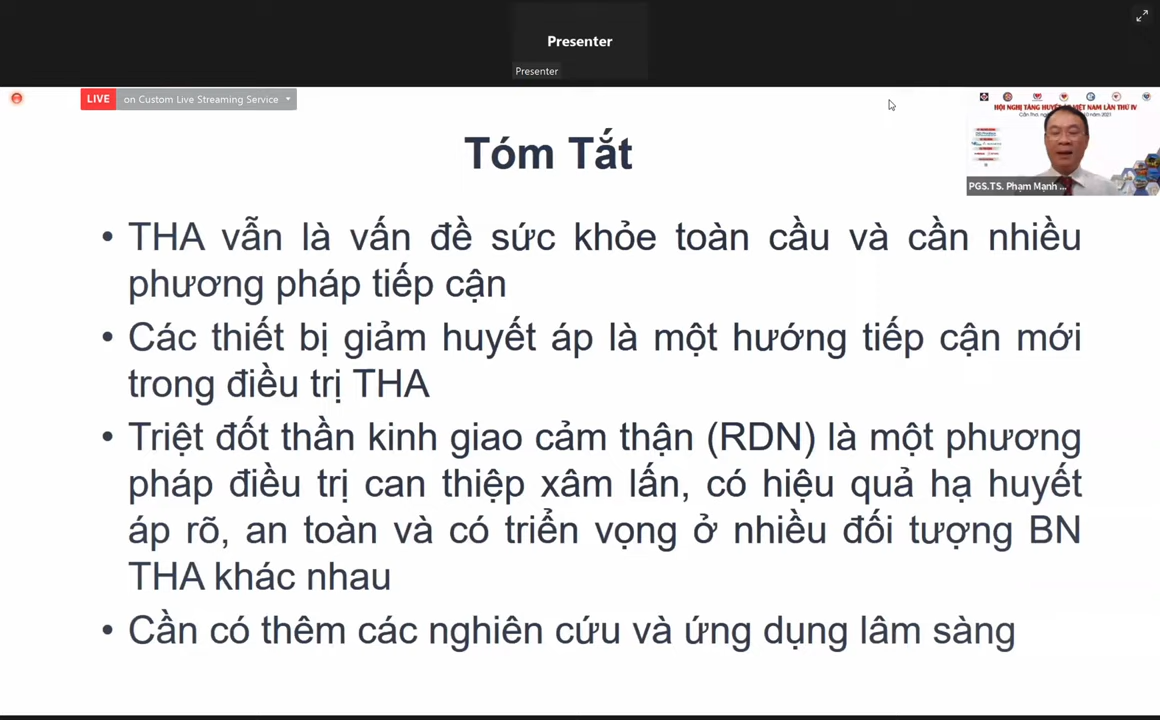 Presenter
Presenter
LIVE on Custom Live Streaming Service
HỘI NGHỊ TĂNG HUYẾT ÁP VIỆT NAM LẦN THỨ IV
PGS.TS. Phạm Mạnh ...
Tóm Tắt
• THA vẫn là vấn đề sức khỏe toàn cầu và cần nhiều
phương pháp tiếp cận
• Các thiết bị giảm huyết áp là một hướng tiếp cận mới
trong điều trị THA
• Triệt đốt thần kinh giao cảm thận (RDN) là một phương
pháp điều trị can thiệp xâm lấn, có hiệu quả hạ huyết
áp rõ, an toàn và có triển vọng ở nhiều đối tượng BN
THA khác nhau
• Cần có thêm các nghiên cứu và ứng dụng lâm sàng